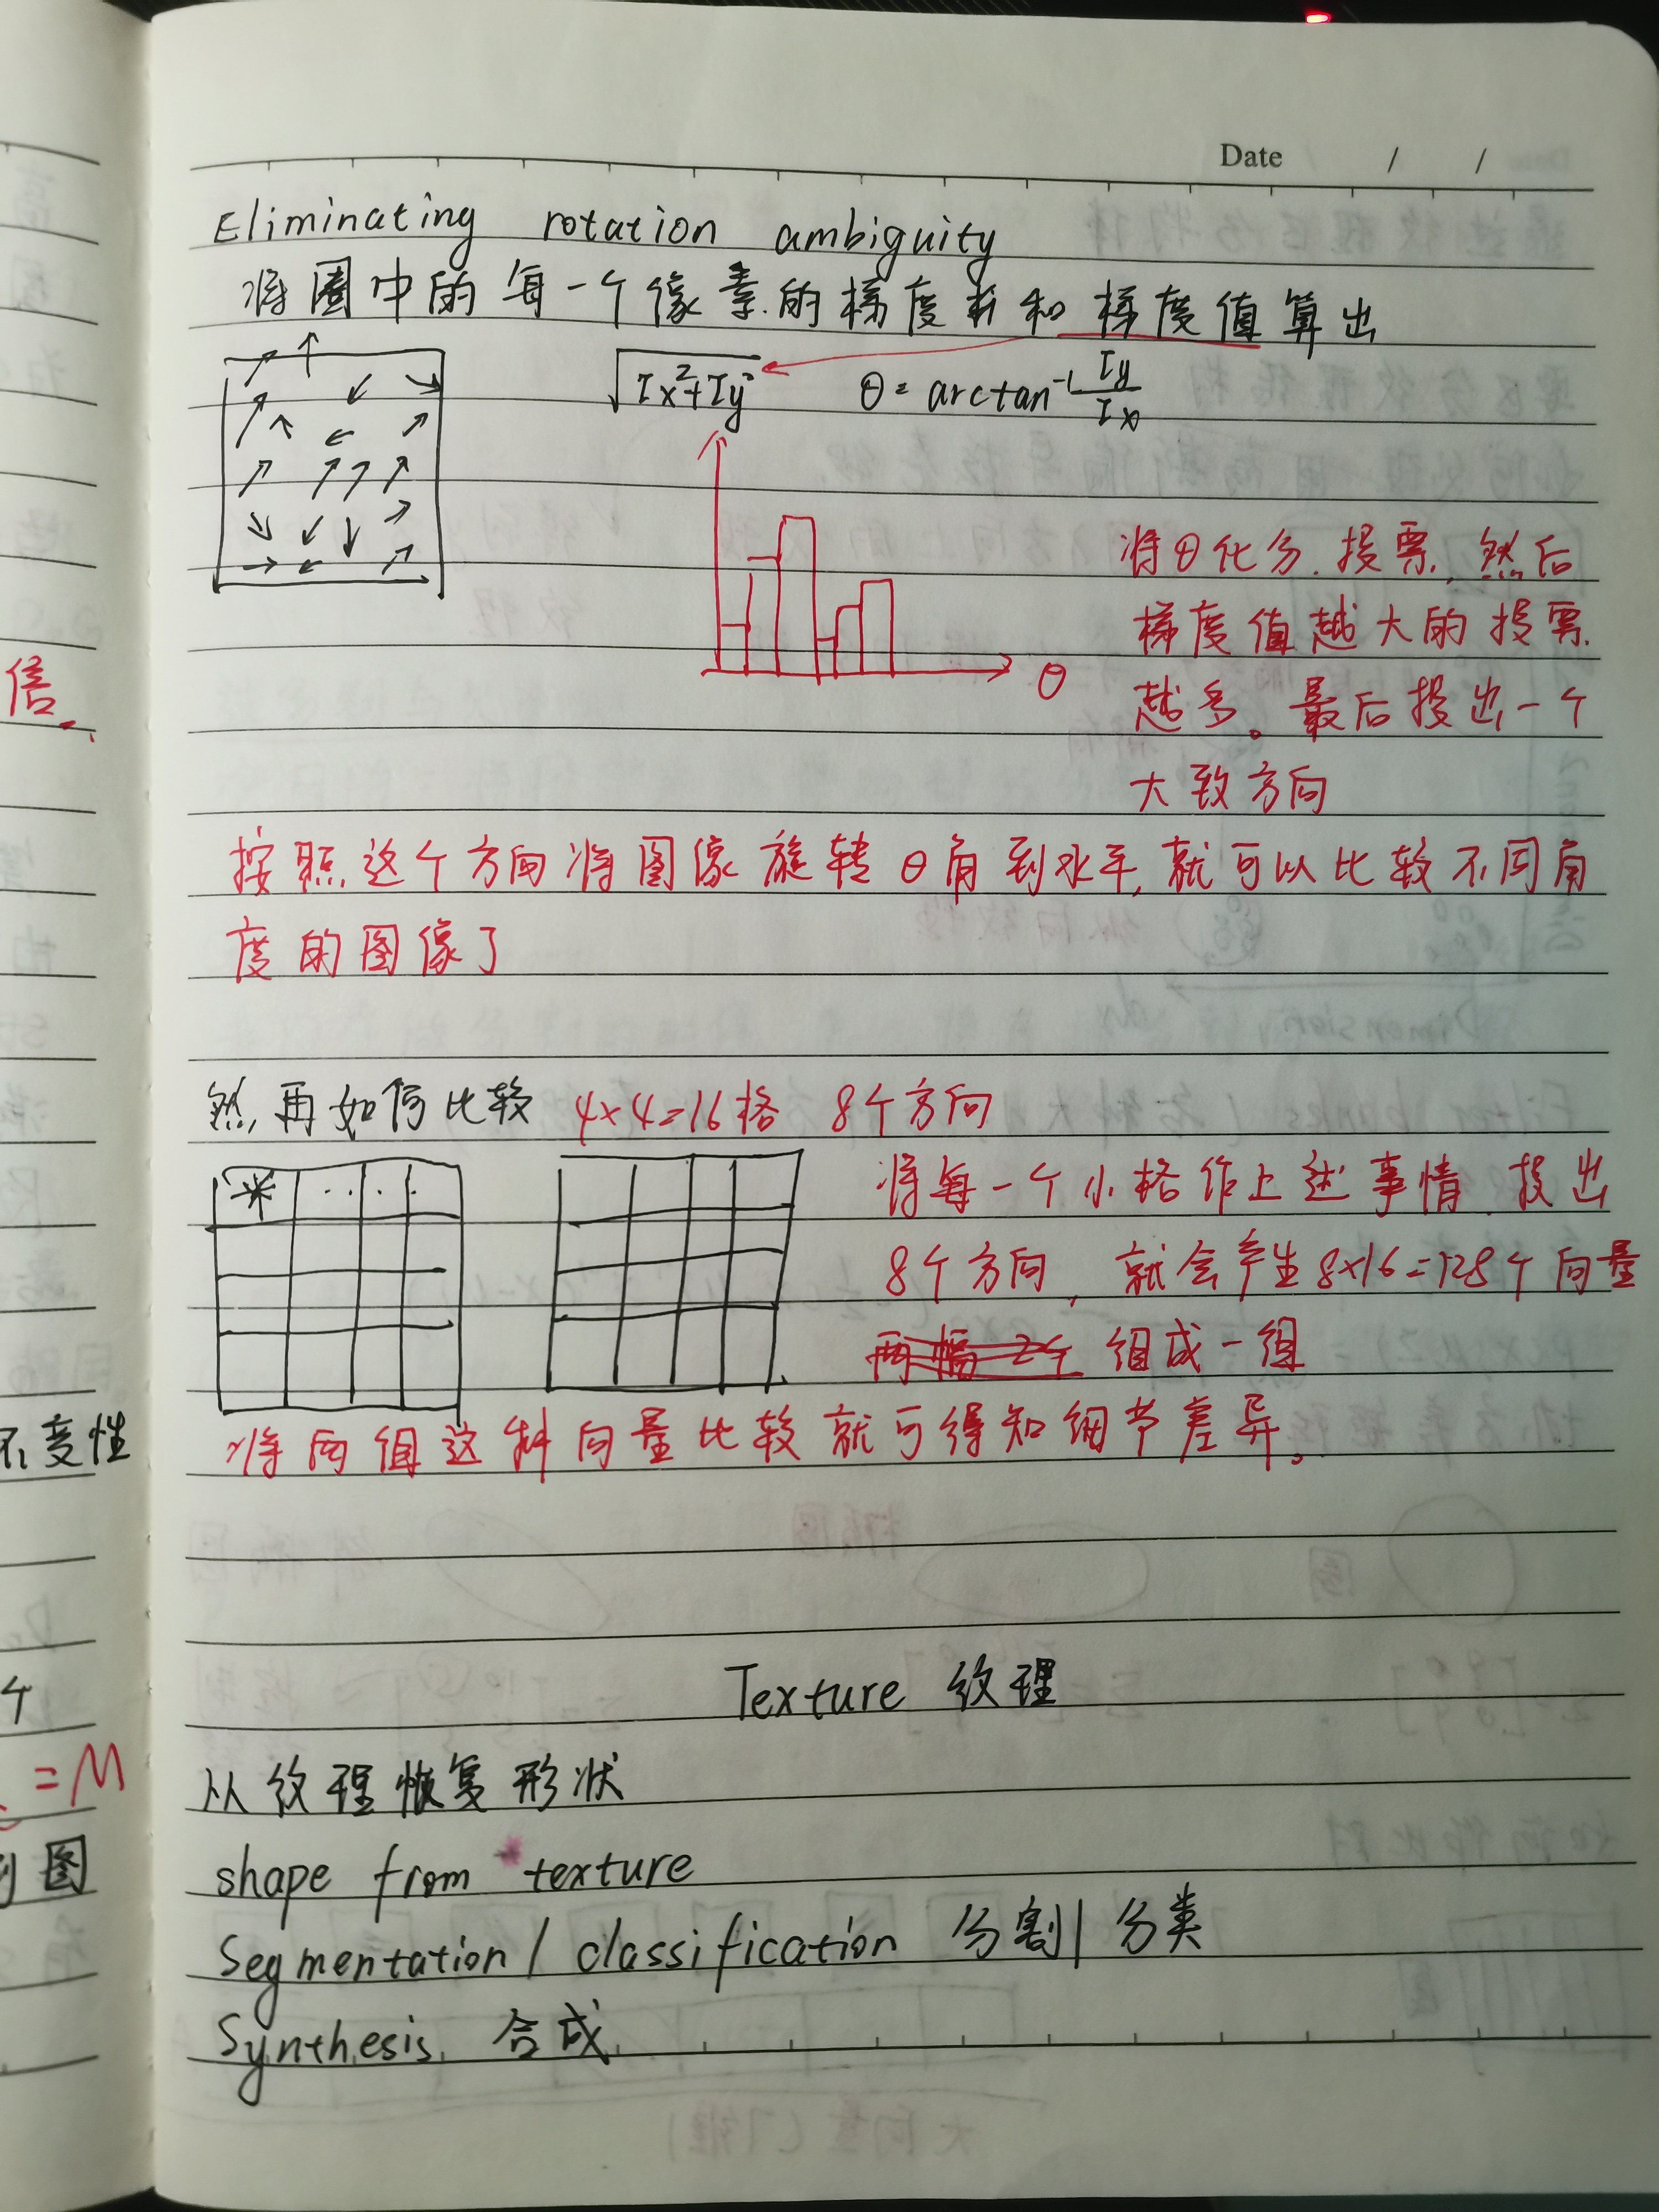 Date / /
Eliminating rotation ambiguity
将图中的每一个像素的梯度 和梯度值算出
√Ix²+Iy² θ= arctan⁻¹ Iy/Ix
θ
将θ化分.投票,然后
梯度值越大的投票
越多。最后投出一个
大致方向
按照这个方向将图像旋转θ角到水平,就可以比较不同角
度的图像了
然,再如何比较 4×4=16格 8个方向
将每一个小格作上述事情,投出
8个方向,就会产生8×16=128个向量
两幅 2个 组成一组
将两组这种向量比较就可得知细节差异。
Texture 纹理
从纹理恢复形状
shape from texture
Segmentation/ classification 分割|分类
Synthesis. 合成
信.
不变性
个
=M
到图